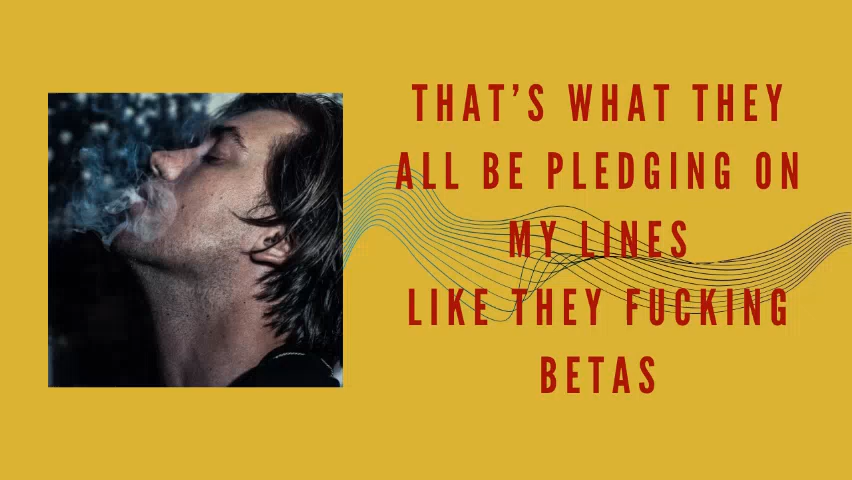 THAT'S WHAT THEY
ALL BE PLEDGING ON
MY LINES
LIKE THEY FUCKING
BETAS